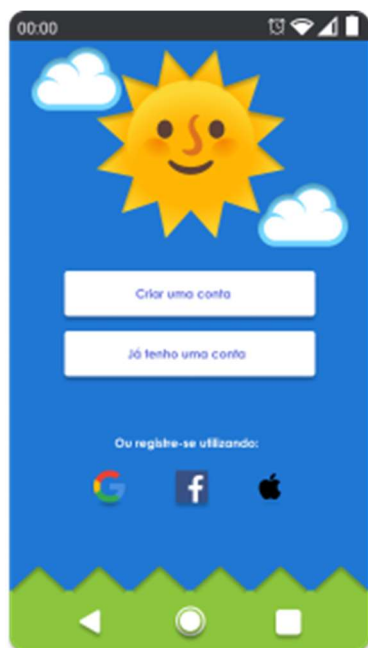 00:00
Criar uma conta
Já tenho uma conta
Ou registre-se utilizando: